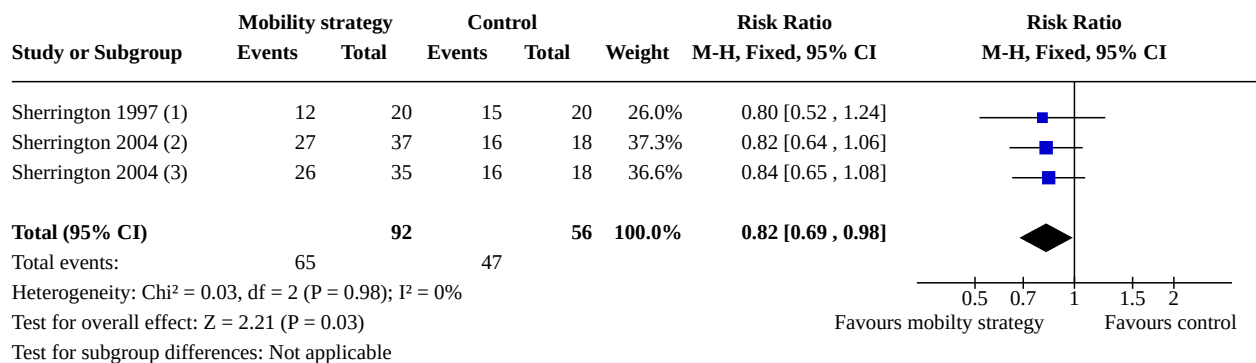 Mobility strategy Control Risk Ratio Risk Ratio
Study or Subgroup Events Total Events Total Weight M-H, Fixed, 95% CI M-H, Fixed, 95% CI
Sherrington 1997 (1) 12 20 15 20 26.0% 0.80 [0.52 , 1.24]
Sherrington 2004 (2) 27 37 16 18 37.3% 0.82 [0.64 , 1.06]
Sherrington 2004 (3) 26 35 16 18 36.6% 0.84 [0.65 , 1.08]
Total (95% CI) 92 56 100.0% 0.82 [0.69 , 0.98]
Total events: 65 47
Heterogeneity: Chi² = 0.03, df = 2 (P = 0.98); I² = 0%
0.5 0.7 1 1.5 2
Test for overall effect: Z = 2.21 (P = 0.03) Favours mobilty strategy Favours control
Test for subgroup differences: Not applicable